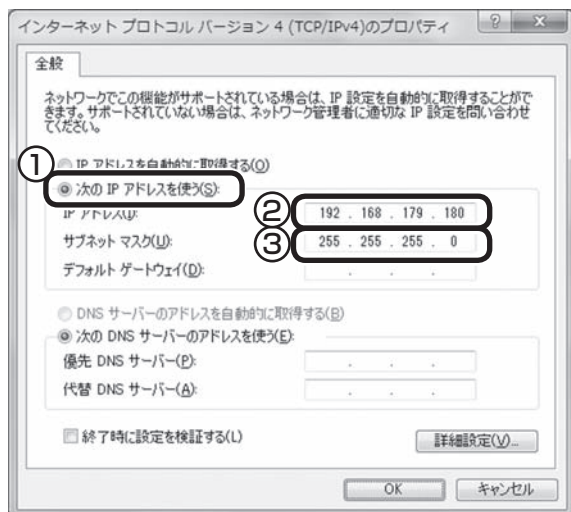 インターネット プロトコル バージョン 4 (TCP/IPv4)のプロパティ
全般
ネットワークでこの機能がサポートされている場合は、IP 設定を自動的に取得することがで
きます。サポートされていない場合は、ネットワーク管理者に適切な IP 設定を問い合わせ
てください。
①
IP アドレスを自動的に取得する(O)
次の IP アドレスを使う(S):
IP アドレス(I): ② 192 . 168 . 179 . 180
サブネット マスク(U): ③ 255 . 255 . 255 . 0
デフォルト ゲートウェイ(D): . . .
DNS サーバーのアドレスを自動的に取得する(B)
次の DNS サーバーのアドレスを使う(E):
優先 DNS サーバー(P): . . .
代替 DNS サーバー(A): . . .
終了時に設定を検証する(L)
詳細設定(V)...
OK キャンセル